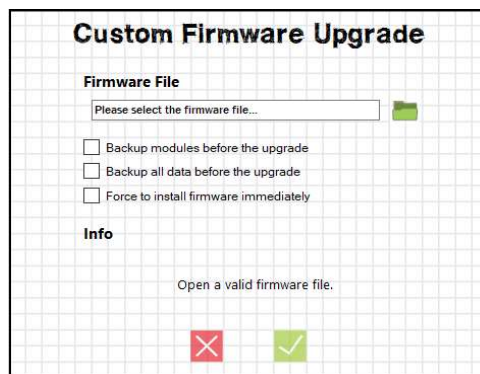 Custom Firmware Upgrade
Firmware File
Please select the firmware file...
Backup modules before the upgrade
Backup all data before the upgrade
Force to install firmware immediately
Info
Open a valid firmware file.